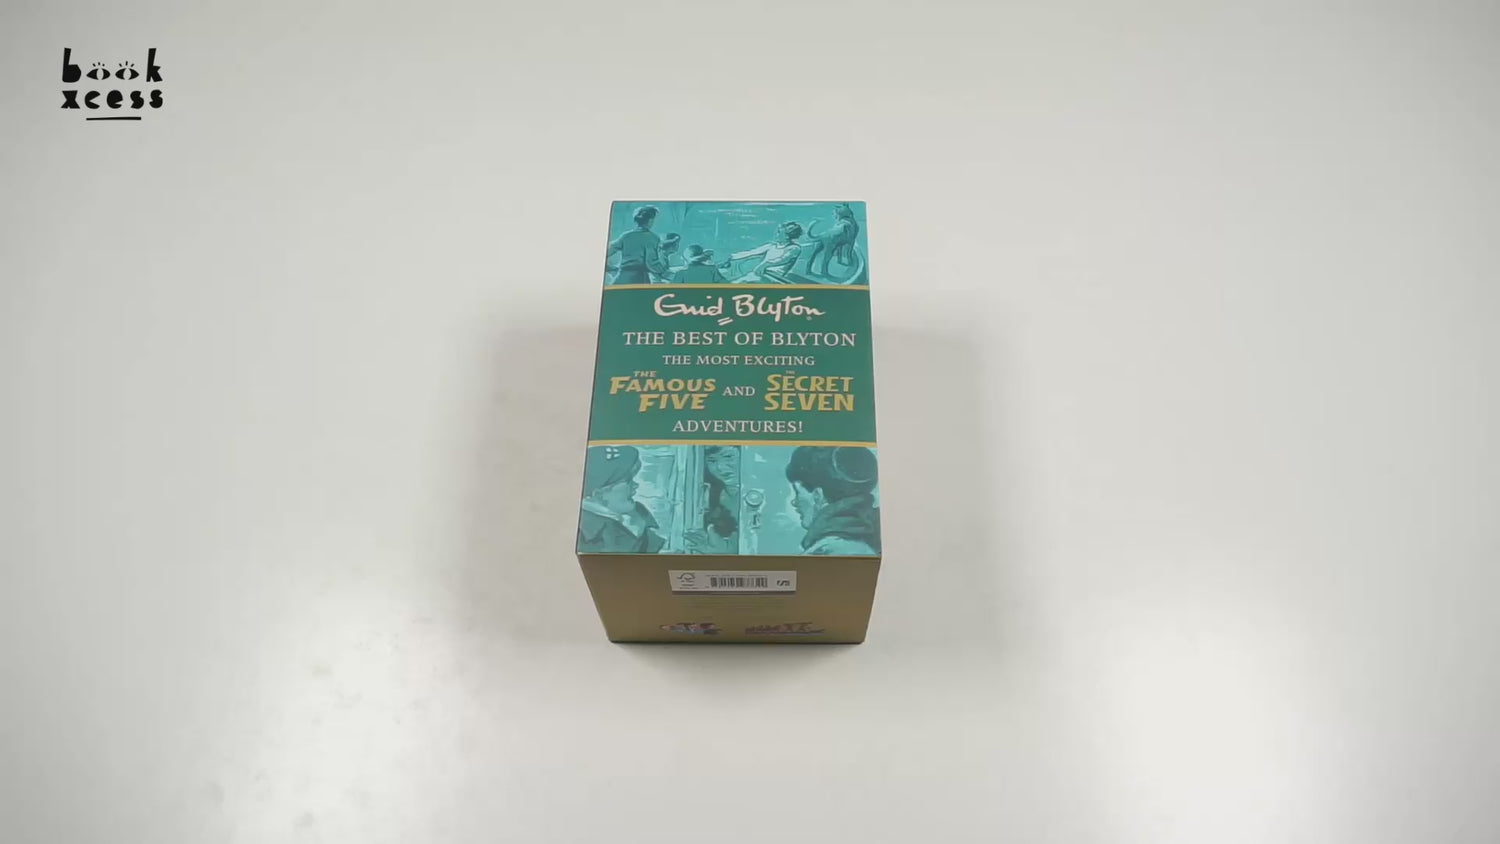 book
xcess
Enid Blyton
THE BEST OF BLYTON
THE MOST EXCITING
THE FAMOUS FIVE AND THE SECRET SEVEN
ADVENTURES!